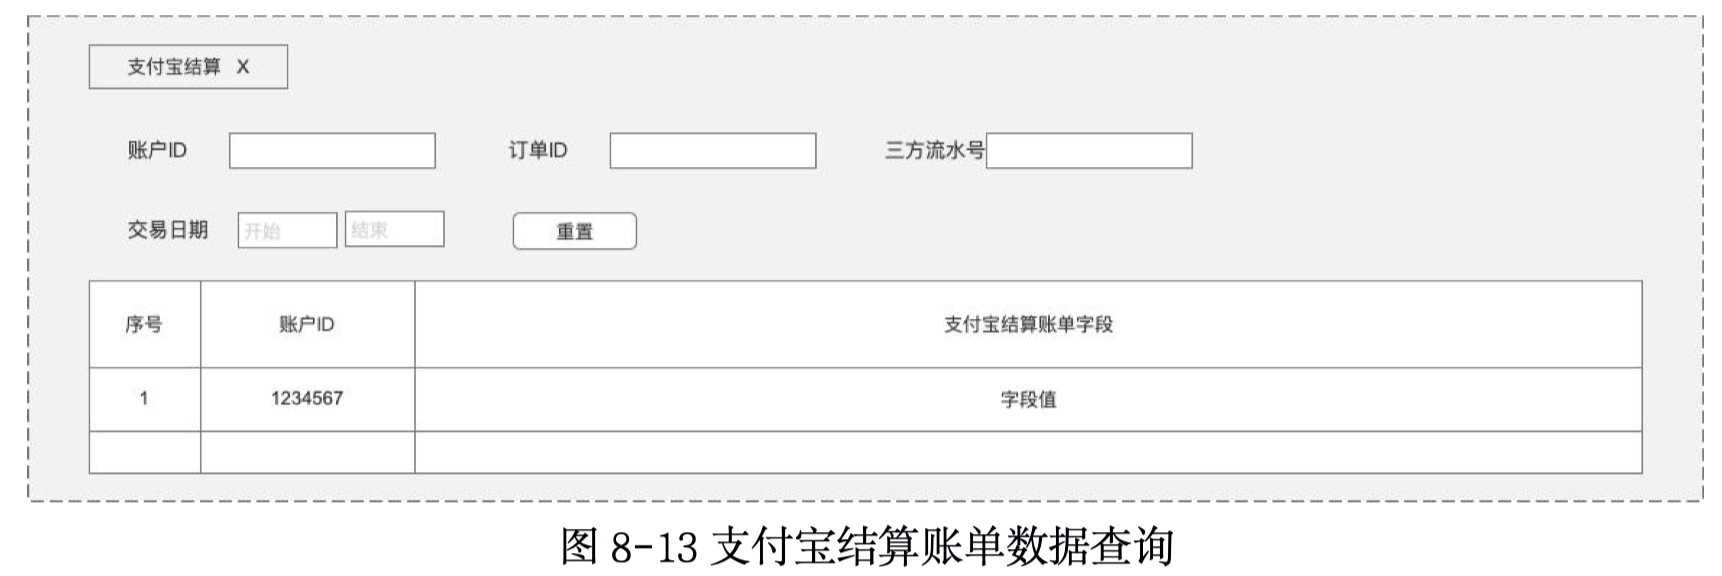 支付宝结算 X
账户ID 订单ID 三方流水号
交易日期 开始 结束 重置
序号 账户ID 支付宝结算账单字段
1 1234567 字段值
图 8-13 支付宝结算账单数据查询